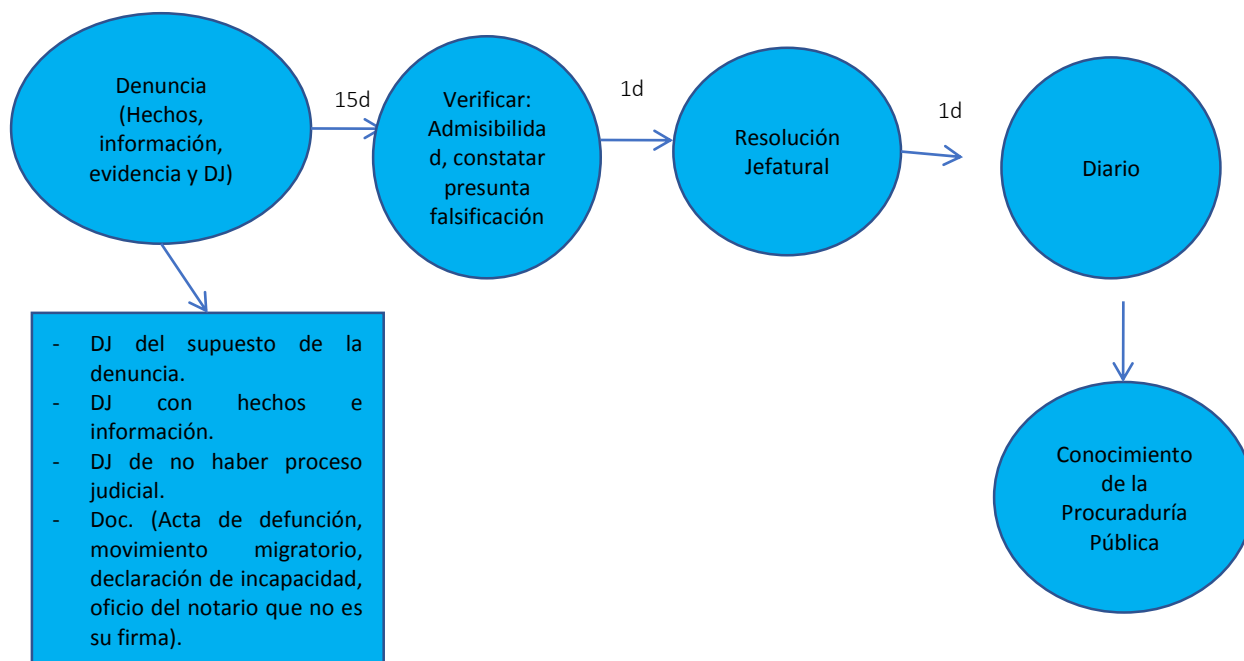 Denuncia
(Hechos,
información,
evidencia y DJ)
15d
Verificar:
Admisibilida
d, constatar
presunta
falsificación
1d
Resolución
Jefatural
1d
Diario
- DJ del supuesto de la
denuncia.
- DJ con hechos e
información.
- DJ de no haber proceso
judicial.
- Doc. (Acta de defunción,
movimiento migratorio,
declaración de incapacidad,
oficio del notario que no es
su firma).
Conocimiento
de la
Procuraduría
Pública